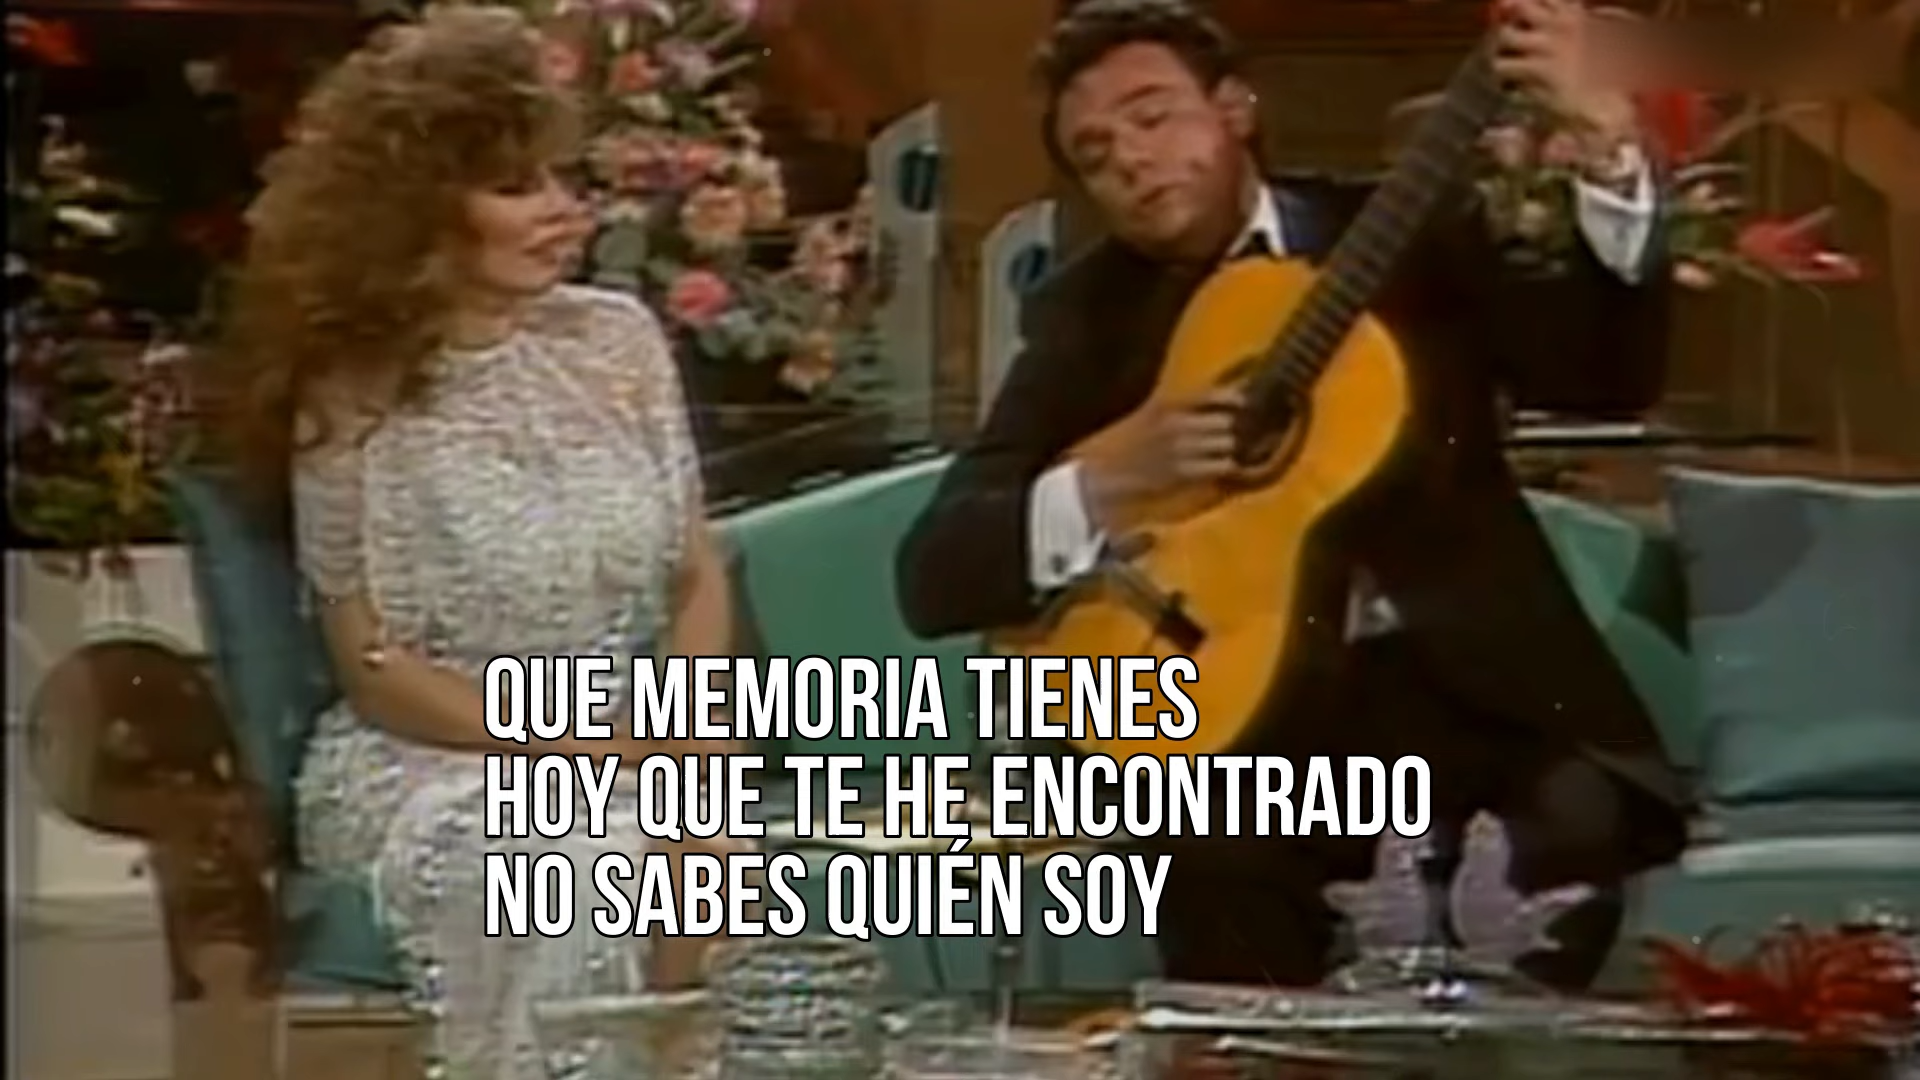 QUE MEMORIA TIENES
HOY QUE TE HE ENCONTRADO
NO SABES QUIÉN SOY